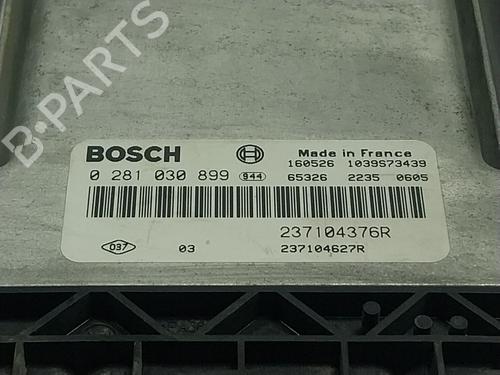 B-PARTS
BOSCH
Made in France
160526 1039S73439
0 281 030 899 944
65326 2235 0605
237104376R
037 03 237104627R